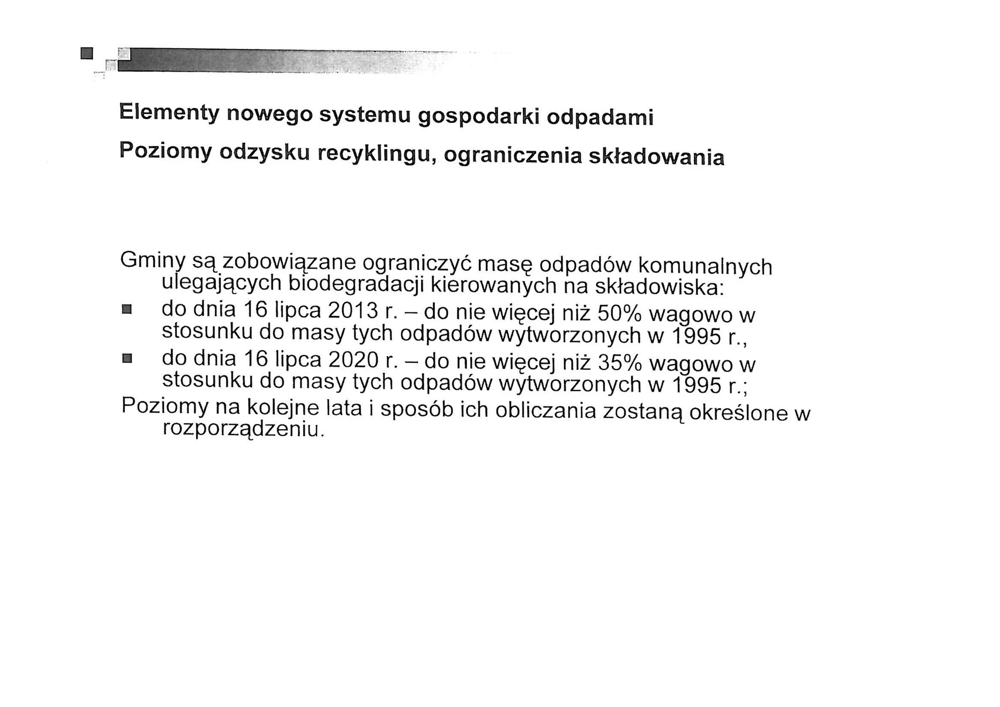 Elementy nowego systemu gospodarki odpadami
Poziomy odzysku recyklingu, ograniczenia składowania
Gminy są zobowiązane ograniczyć masę odpadów komunalnych
ulegających biodegradacji kierowanych na składowiska:
■ do dnia 16 lipca 2013 r. – do nie więcej niż 50% wagowo w
stosunku do masy tych odpadów wytworzonych w 1995 r.,
■ do dnia 16 lipca 2020 r. – do nie więcej niż 35% wagowo w
stosunku do masy tych odpadów wytworzonych w 1995 r.;
Poziomy na kolejne lata i sposób ich obliczania zostaną określone w
rozporządzeniu.